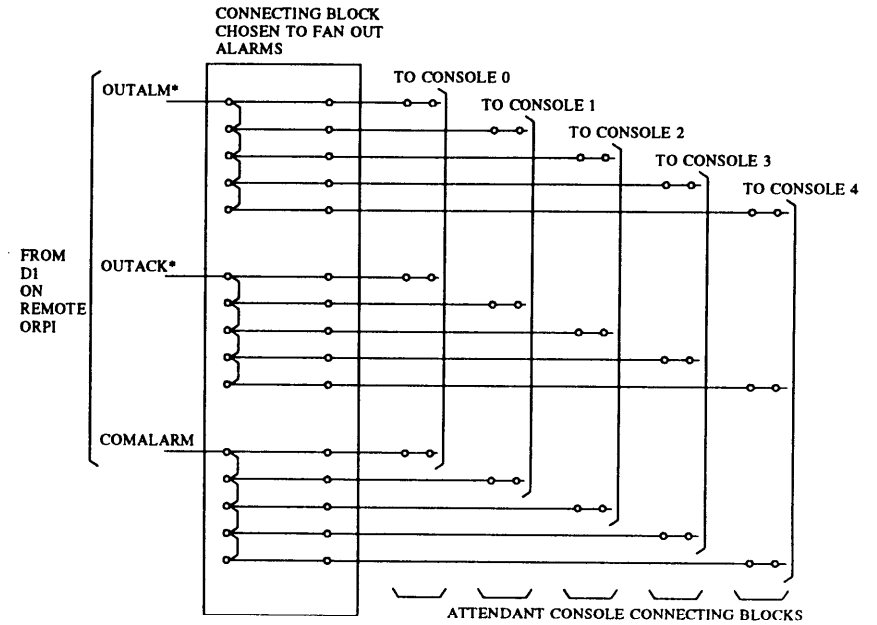 CONNECTING BLOCK
CHOSEN TO FAN OUT
ALARMS
TO CONSOLE 0
OUTALM*
TO CONSOLE 1
TO CONSOLE 2
TO CONSOLE 3
TO CONSOLE 4
FROM
D1
ON
REMOTE
ORPI
OUTACK*
COMALARM
ATTENDANT CONSOLE CONNECTING BLOCKS